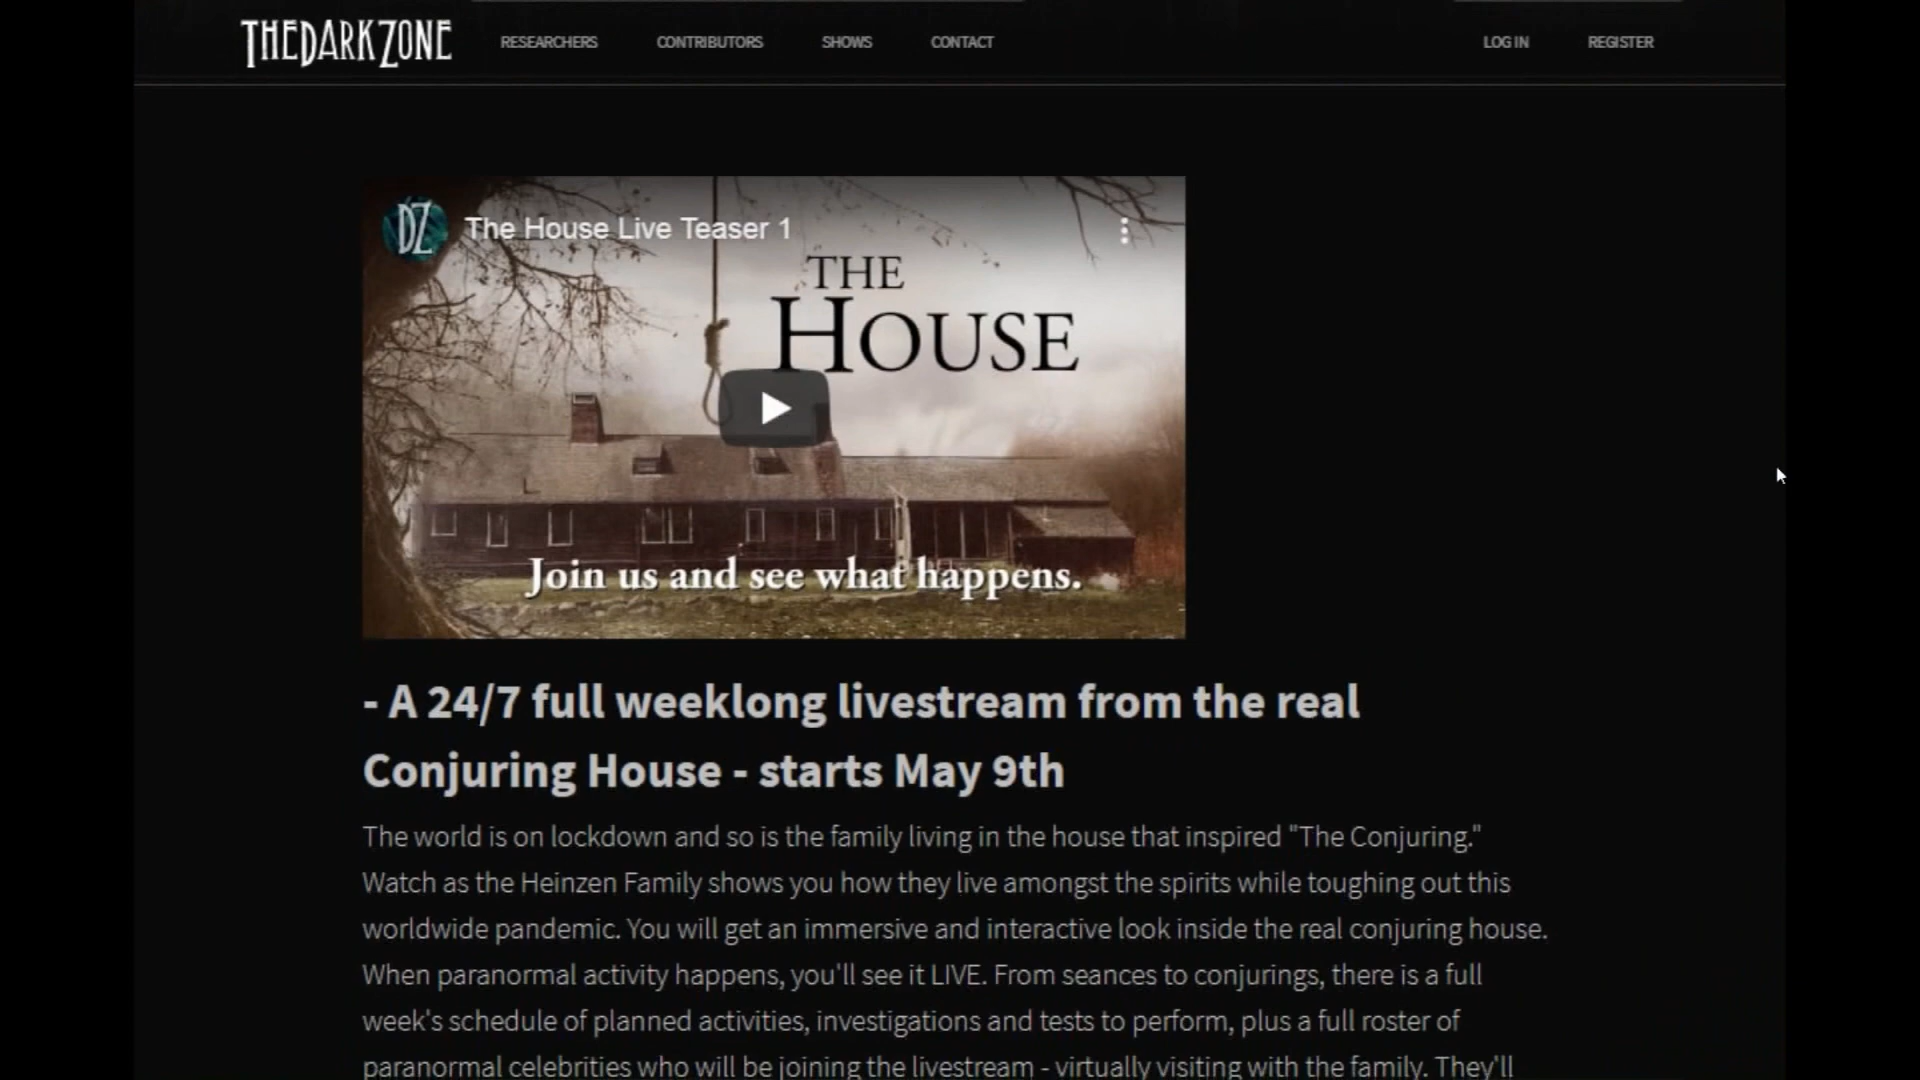 THEDARKZONE RESEARCHERS CONTRIBUTORS SHOWS CONTACT LOG IN REGISTER
DZ The House Live Teaser 1
THE
HOUSE
Join us and see what happens.
- A 24/7 full weeklong livestream from the real
Conjuring House - starts May 9th
The world is on lockdown and so is the family living in the house that inspired "The Conjuring."
Watch as the Heinzen Family shows you how they live amongst the spirits while toughing out this
worldwide pandemic. You will get an immersive and interactive look inside the real conjuring house.
When paranormal activity happens, you'll see it LIVE. From seances to conjurings, there is a full
week's schedule of planned activities, investigations and tests to perform, plus a full roster of
paranormal celebrities who will be joining the livestream - virtually visiting with the family. They'll